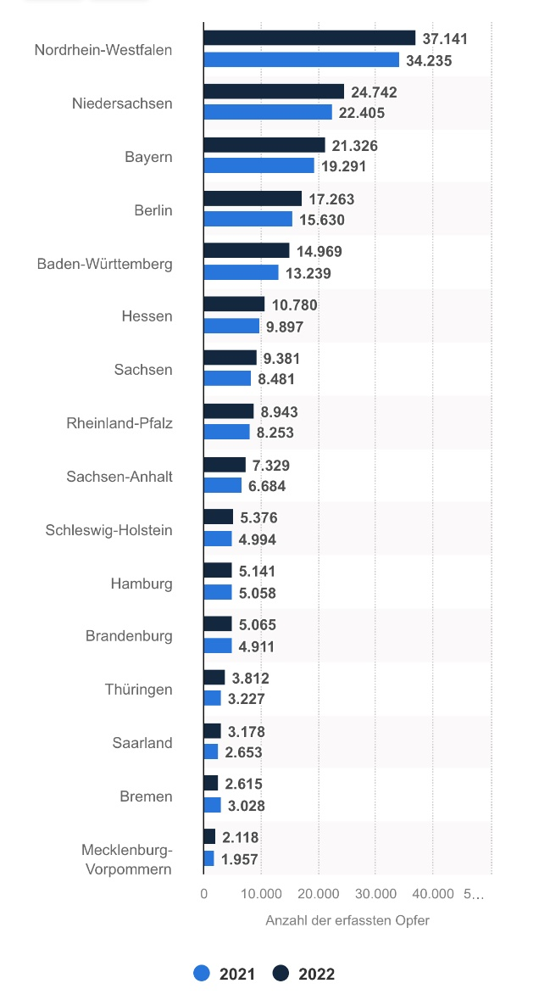 Nordrhein-Westfalen
37.141
34.235
Niedersachsen
24.742
22.405
Bayern
21.326
19.291
Berlin
17.263
15.630
Baden-Württemberg
14.969
13.239
Hessen
10.780
9.897
Sachsen
9.381
8.481
Rheinland-Pfalz
8.943
8.253
Sachsen-Anhalt
7.329
6.684
Schleswig-Holstein
5.376
4.994
Hamburg
5.141
5.058
Brandenburg
5.065
4.911
Thüringen
3.812
3.227
Saarland
3.178
2.653
Bremen
2.615
3.028
Mecklenburg-
Vorpommern
2.118
1.957
0 10.000 20.000 30.000 40.000 5...
Anzahl der erfassten Opfer
2021 2022